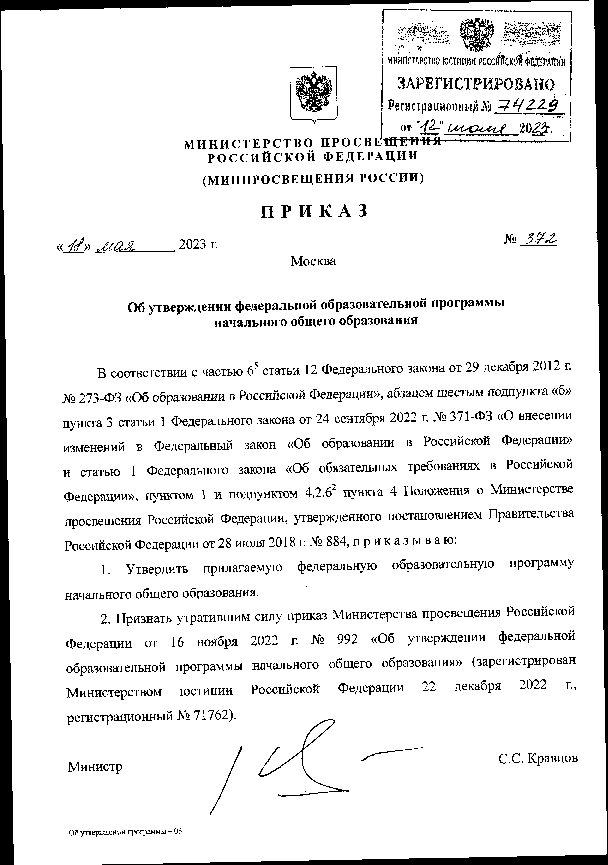 МИНИСТЕРСТВО ЮСТИЦИИ РОССИЙСКОЙ ФЕДЕРАЦИИ
ЗАРЕГИСТРИРОВАНО
Регистрационный № 74229
от "12" июля 2023.
МИНИСТЕРСТВО ПРОСВЕЩЕНИЯ
РОССИЙСКОЙ ФЕДЕРАЦИИ
(МИНПРОСВЕЩЕНИЯ РОССИИ)
ПРИКАЗ
«18» мая 2023 г.
№ 372
Москва
Об утверждении федеральной образовательной программы
начального общего образования
В соответствии с частью 6⁵ статьи 12 Федерального закона от 29 декабря 2012 г.
№ 273-ФЗ «Об образовании в Российской Федерации», абзацем шестым подпункта «б»
пункта 3 статьи 1 Федерального закона от 24 сентября 2022 г. № 371-ФЗ «О внесении
изменений в Федеральный закон «Об образовании в Российской Федерации»
и статью 1 Федерального закона «Об обязательных требованиях в Российской
Федерации», пунктом 1 и подпунктом 4.2.6² пункта 4 Положения о Министерстве
просвещения Российской Федерации, утвержденного постановлением Правительства
Российской Федерации от 28 июля 2018 г. № 884, п р и к а з ы в а ю:
1. Утвердить прилагаемую федеральную образовательную программу
начального общего образования.
2. Признать утратившим силу приказ Министерства просвещения Российской
Федерации от 16 ноября 2022 г. № 992 «Об утверждении федеральной
образовательной программы начального общего образования» (зарегистрирован
Министерством юстиции Российской Федерации 22 декабря 2022 г.,
регистрационный № 71762).
Министр
С.С. Кравцов
Об утверждении программы – 03